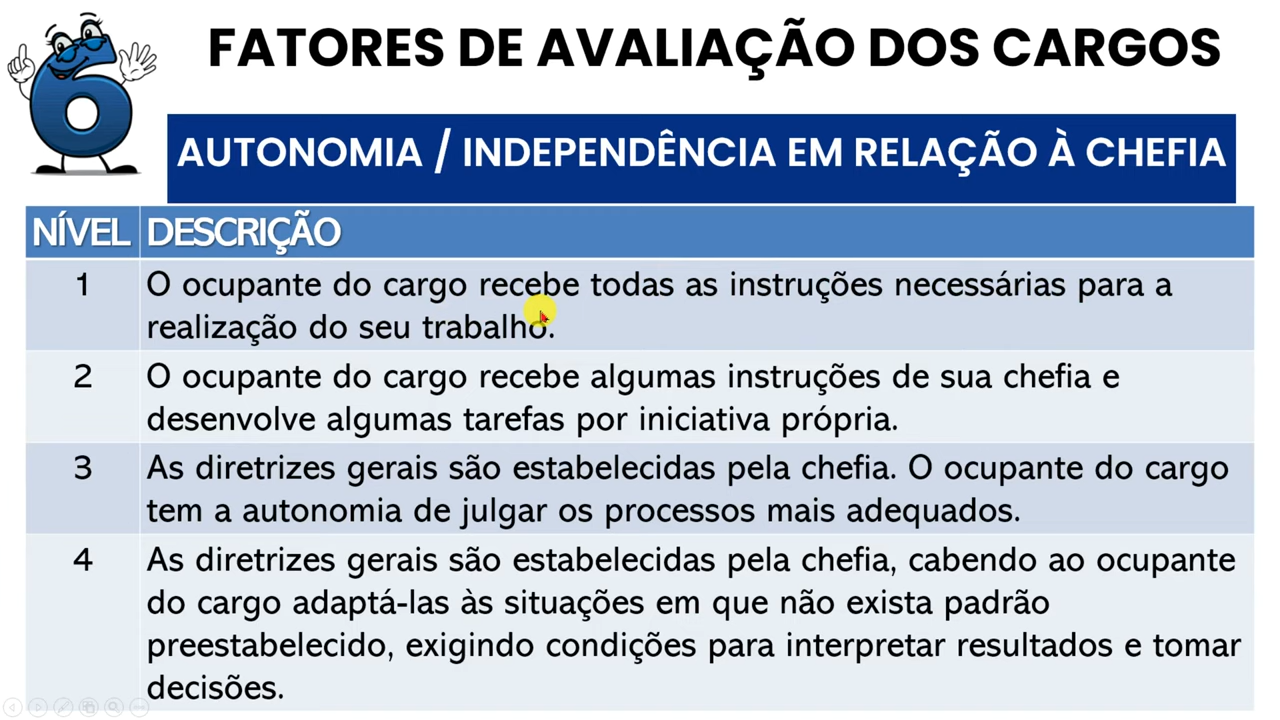 6
FATORES DE AVALIAÇÃO DOS CARGOS
AUTONOMIA / INDEPENDÊNCIA EM RELAÇÃO À CHEFIA
NÍVEL DESCRIÇÃO
1 O ocupante do cargo recebe todas as instruções necessárias para a
realização do seu trabalho.
2 O ocupante do cargo recebe algumas instruções de sua chefia e
desenvolve algumas tarefas por iniciativa própria.
3 As diretrizes gerais são estabelecidas pela chefia. O ocupante do cargo
tem a autonomia de julgar os processos mais adequados.
4 As diretrizes gerais são estabelecidas pela chefia, cabendo ao ocupante
do cargo adaptá-las às situações em que não exista padrão
preestabelecido, exigindo condições para interpretar resultados e tomar
decisões.